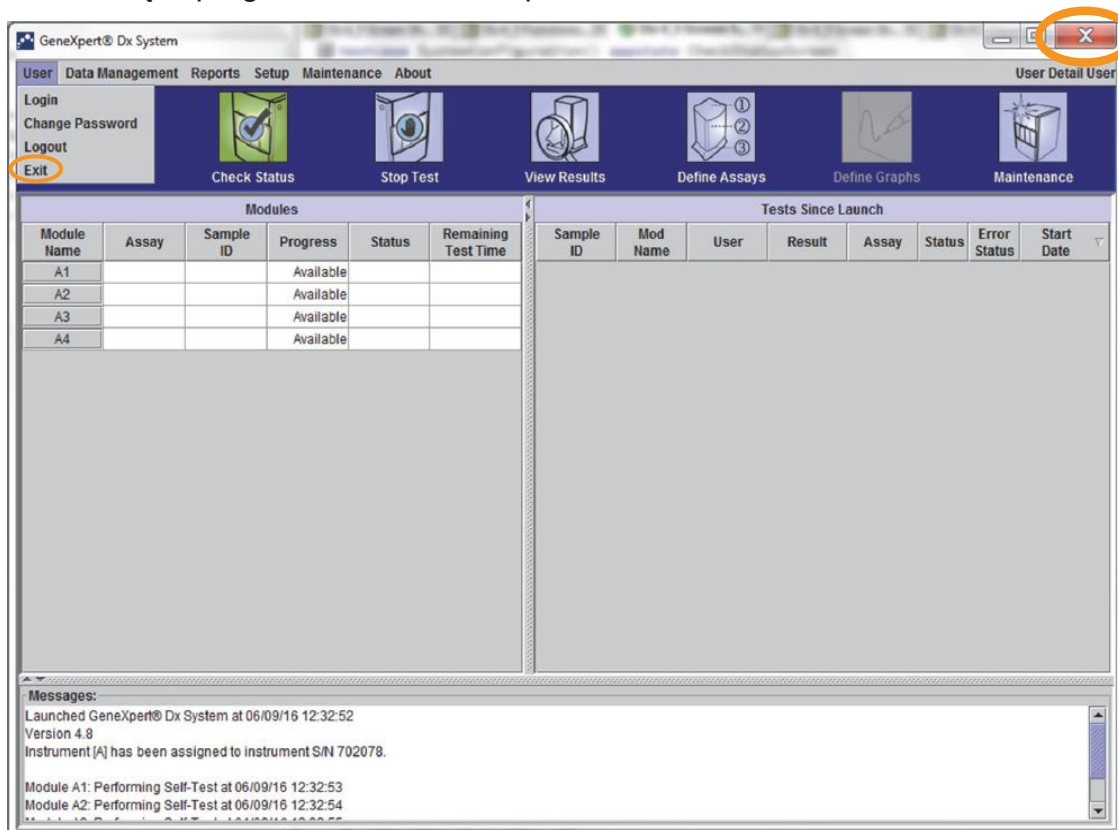 GeneXpert® Dx System
User Data Management Reports Setup Maintenance About User Detail User
Login
Change Password
Logout
Exit
Check Status Stop Test View Results Define Assays Define Graphs Maintenance
Modules
Module Name Assay Sample ID Progress Status Remaining Test Time
A1 Available
A2 Available
A3 Available
A4 Available
Tests Since Launch
Sample ID Mod Name User Result Assay Status Error Status Start Date
Messages:
Launched GeneXpert® Dx System at 06/09/16 12:32:52
Version 4.8
Instrument [A] has been assigned to instrument S/N 702078.
Module A1: Performing Self-Test at 06/09/16 12:32:53
Module A2: Performing Self-Test at 06/09/16 12:32:54